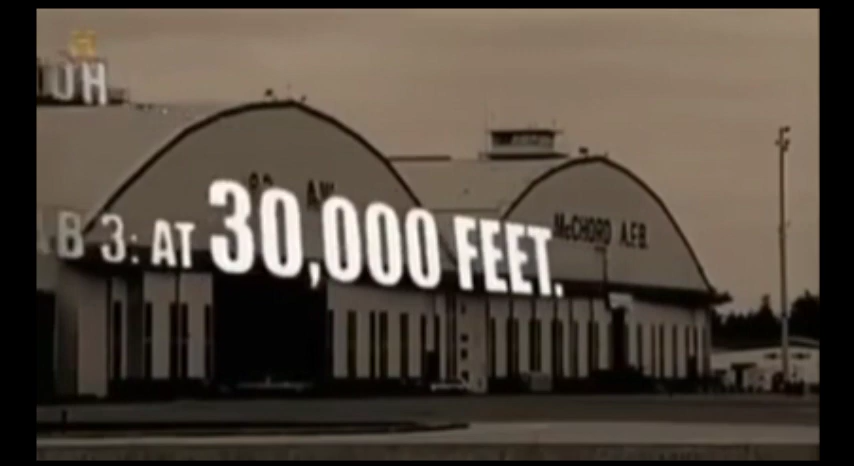 .B 3: AT 30,000 FEET.
McCHORD A.F.B.